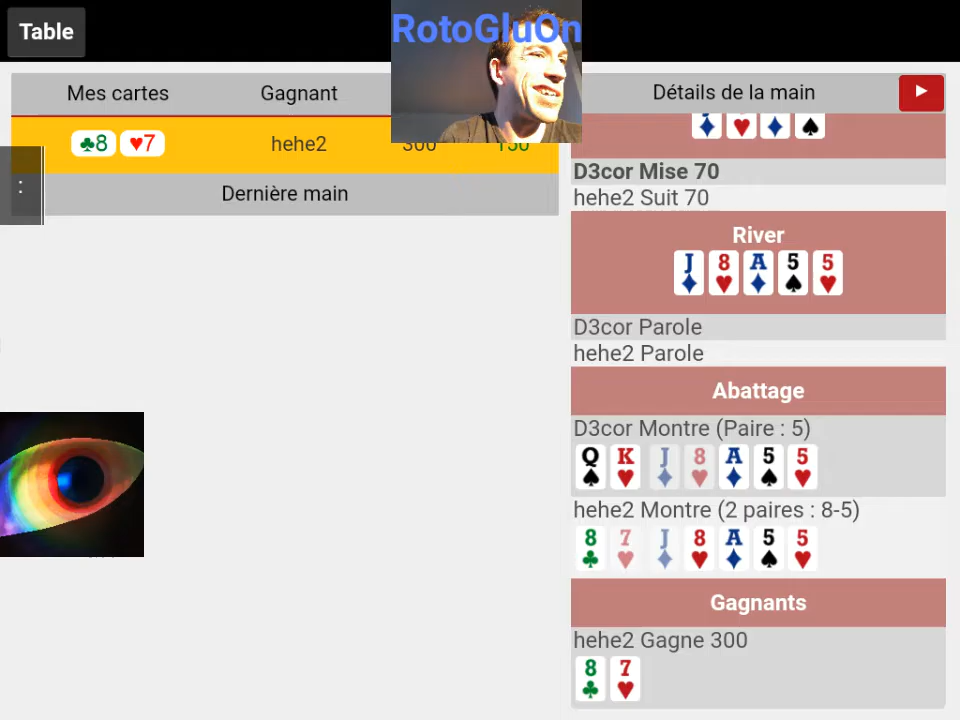 Table
RotoGluOn
Mes cartes Gagnant
♣8 ♥7 hehe2 300 150
Dernière main
:
Détails de la main
D3cor Mise 70
hehe2 Suit 70
River
J♦ 8♥ A♦ 5♠ 5♥
D3cor Parole
hehe2 Parole
Abattage
D3cor Montre (Paire : 5)
Q♠ K♥ J♦ 8♥ A♦ 5♠ 5♥
hehe2 Montre (2 paires : 8-5)
8♣ 7♥ J♦ 8♥ A♦ 5♠ 5♥
Gagnants
hehe2 Gagne 300
8♣ 7♥